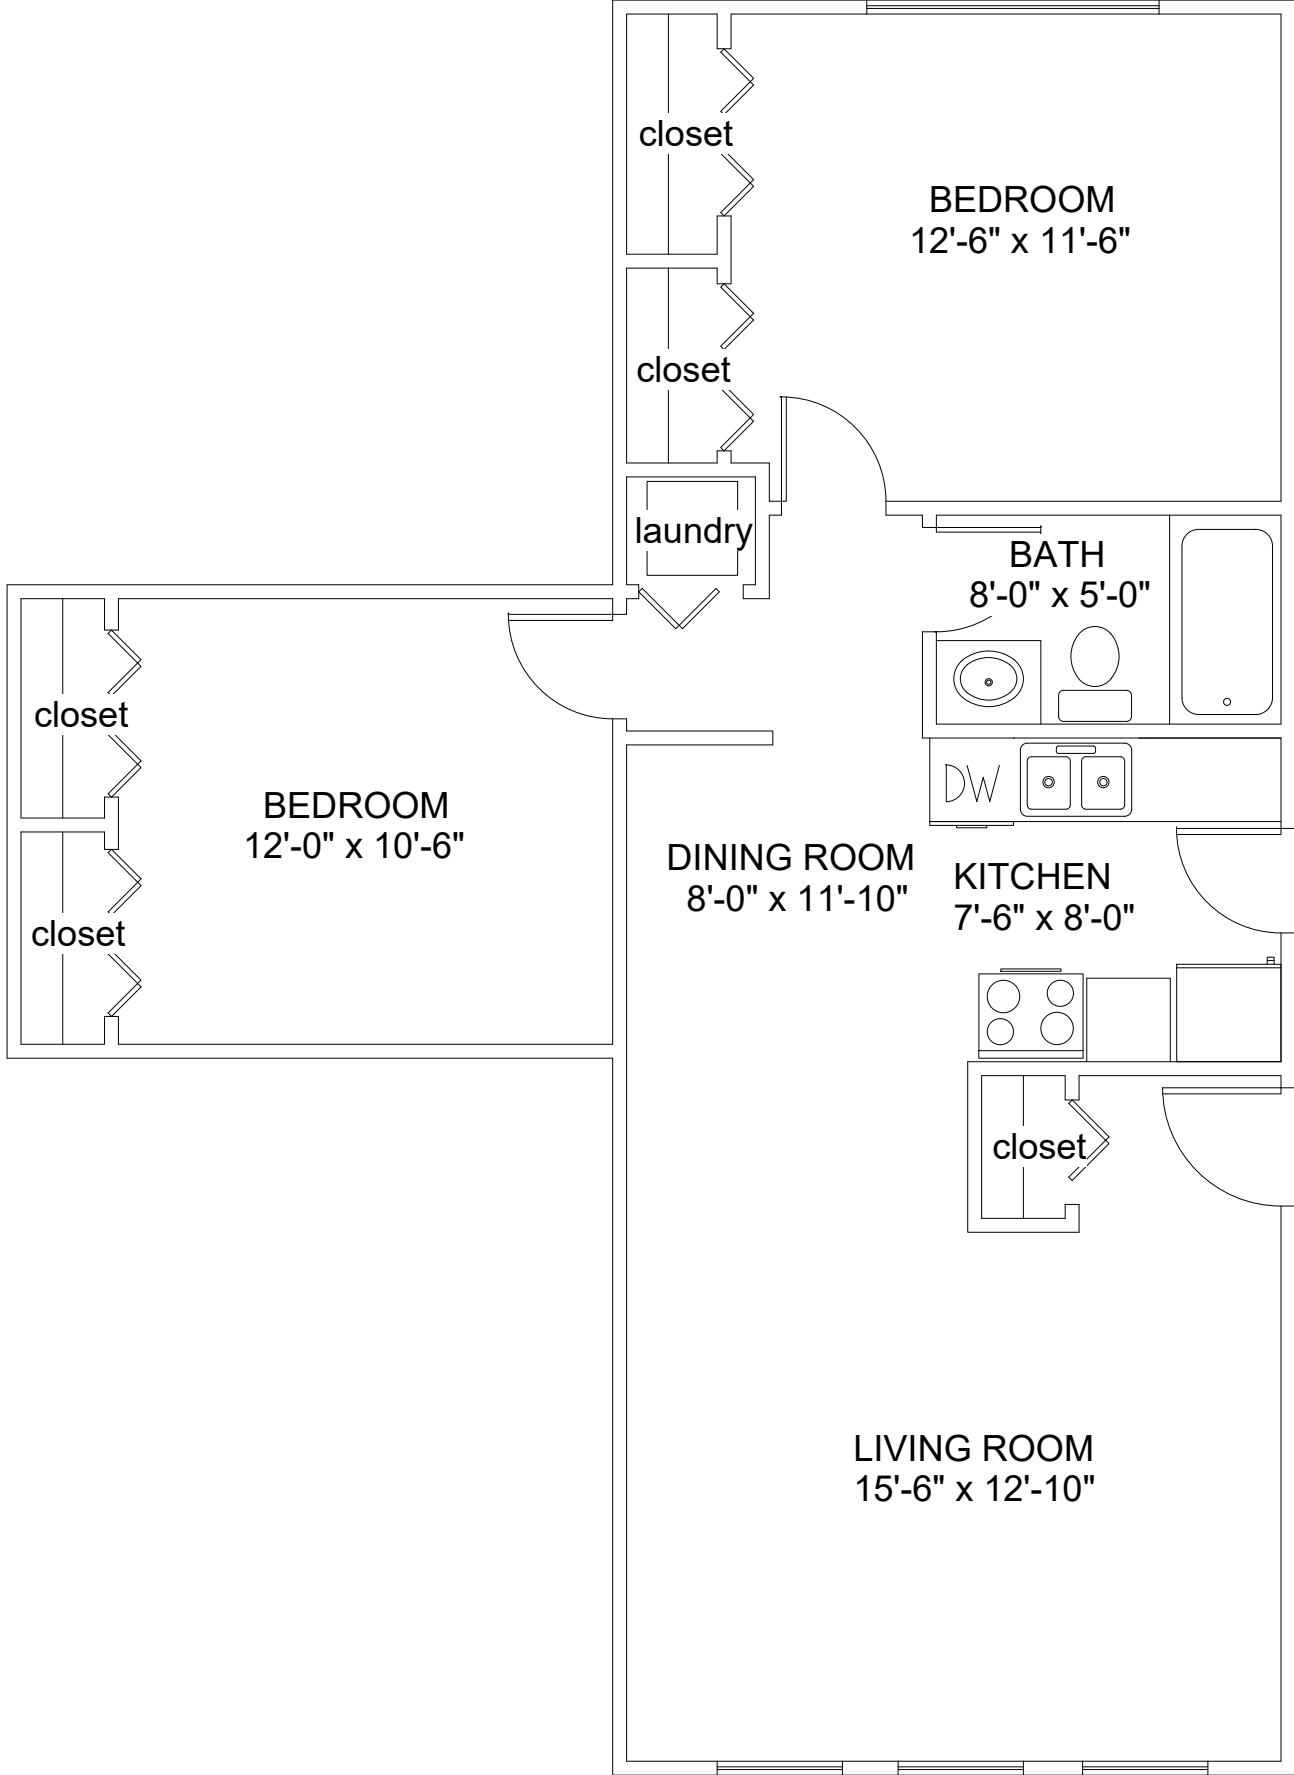 closet
BEDROOM
12'-6" x 11'-6"
closet
laundry
BATH
8'-0" x 5'-0"
closet
DW
BEDROOM
12'-0" x 10'-6"
DINING ROOM
8'-0" x 11'-10"
KITCHEN
7'-6" x 8'-0"
closet
closet
LIVING ROOM
15'-6" x 12'-10"